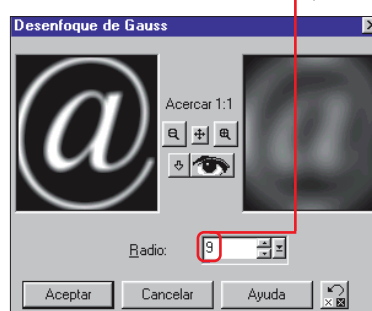 Desenfoque de Gauss
@
Acercar 1:1
@
Radio: 9
Aceptar Cancelar Ayuda